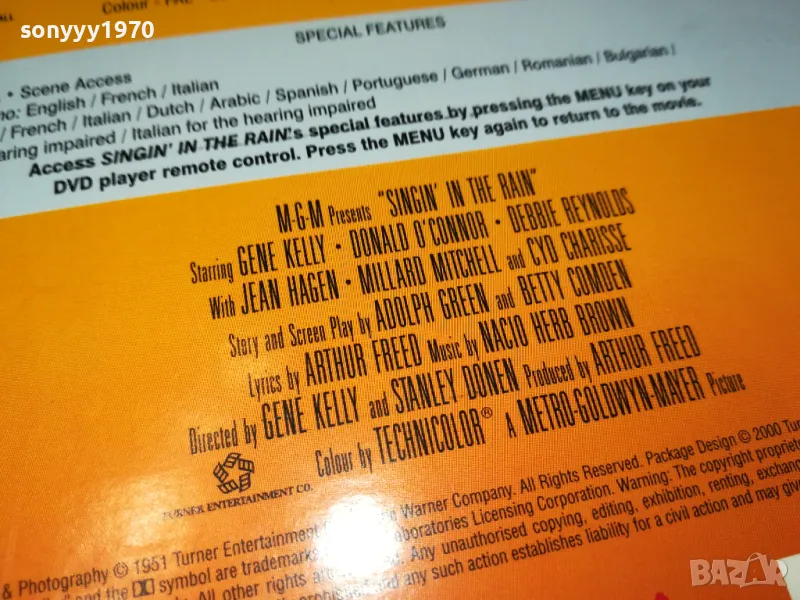 sonyyy1970
Colour
SPECIAL FEATURES
• Scene Access
English / French / Italian
/ French / Italian / Dutch / Arabic / Spanish / Portuguese / German / Romanian / Bulgarian /
aring impaired / Italian for the hearing impaired
Access SINGIN' IN THE RAIN's special features by pressing the MENU key on your
DVD player remote control. Press the MENU key again to return to the movie.
M-G-M Presents "SINGIN' IN THE RAIN"
Starring GENE KELLY · DONALD O'CONNOR · DEBBIE REYNOLDS
With JEAN HAGEN · MILLARD MITCHELL and CYD CHARISSE
Story and Screen Play by ADOLPH GREEN and BETTY COMDEN
Lyrics by ARTHUR FREED Music by NACIO HERB BROWN
Directed by GENE KELLY and STANLEY DONEN Produced by ARTHUR FREED
Colour by TECHNICOLOR® A METRO-GOLDWYN-MAYER Picture
TURNER ENTERTAINMENT CO.
Warner Company. All Rights Reserved. Package Design © 2000 Turn
& Photography © 1951 Turner Entertainment
aboratories Licensing Corporation. Warning: The copyright proprieto
and the symbol are trademarks
Any unauthorised copying, editing, exhibition, renting, exchang
All other rights
any such action establishes liability for a civil action and may give
BAZAR